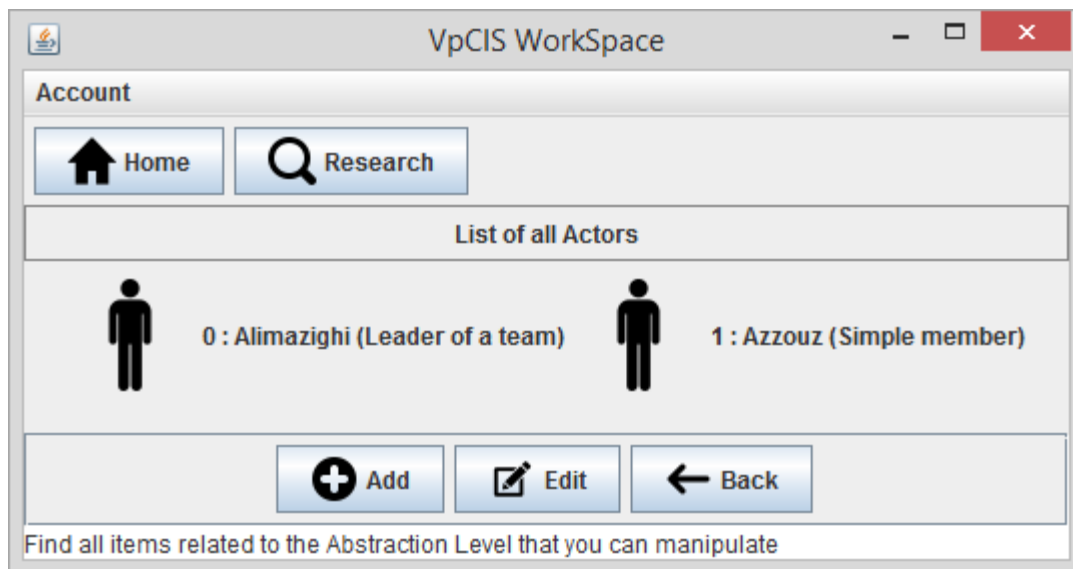 VpCIS WorkSpace
Account
Home Research
List of all Actors
0 : Alimazighi (Leader of a team) 1 : Azzouz (Simple member)
Add Edit Back
Find all items related to the Abstraction Level that you can manipulate